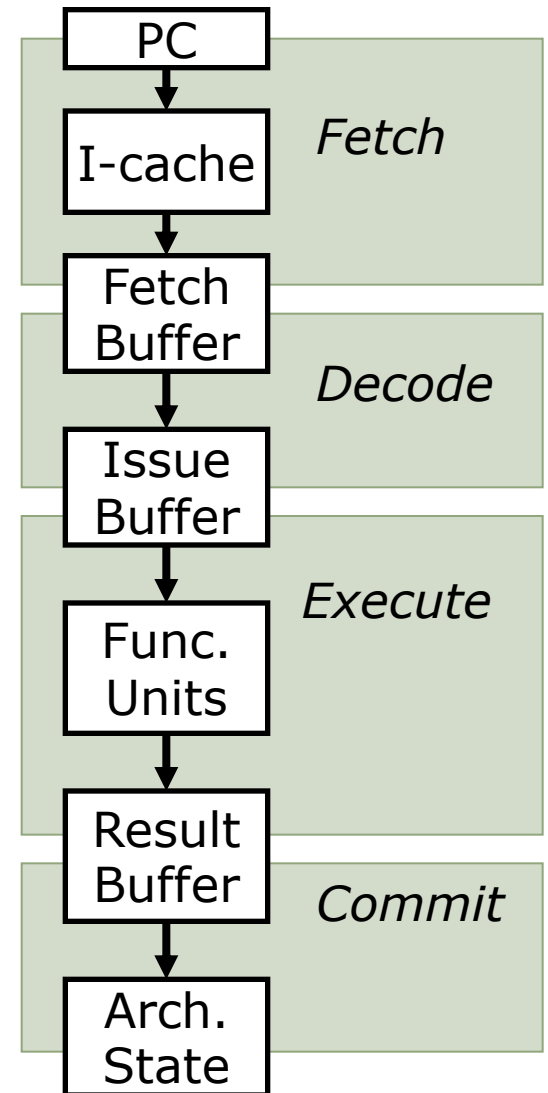 PC
Fetch
I-cache
Fetch
Buffer
Decode
Issue
Buffer
Execute
Func.
Units
Result
Buffer
Commit
Arch.
State